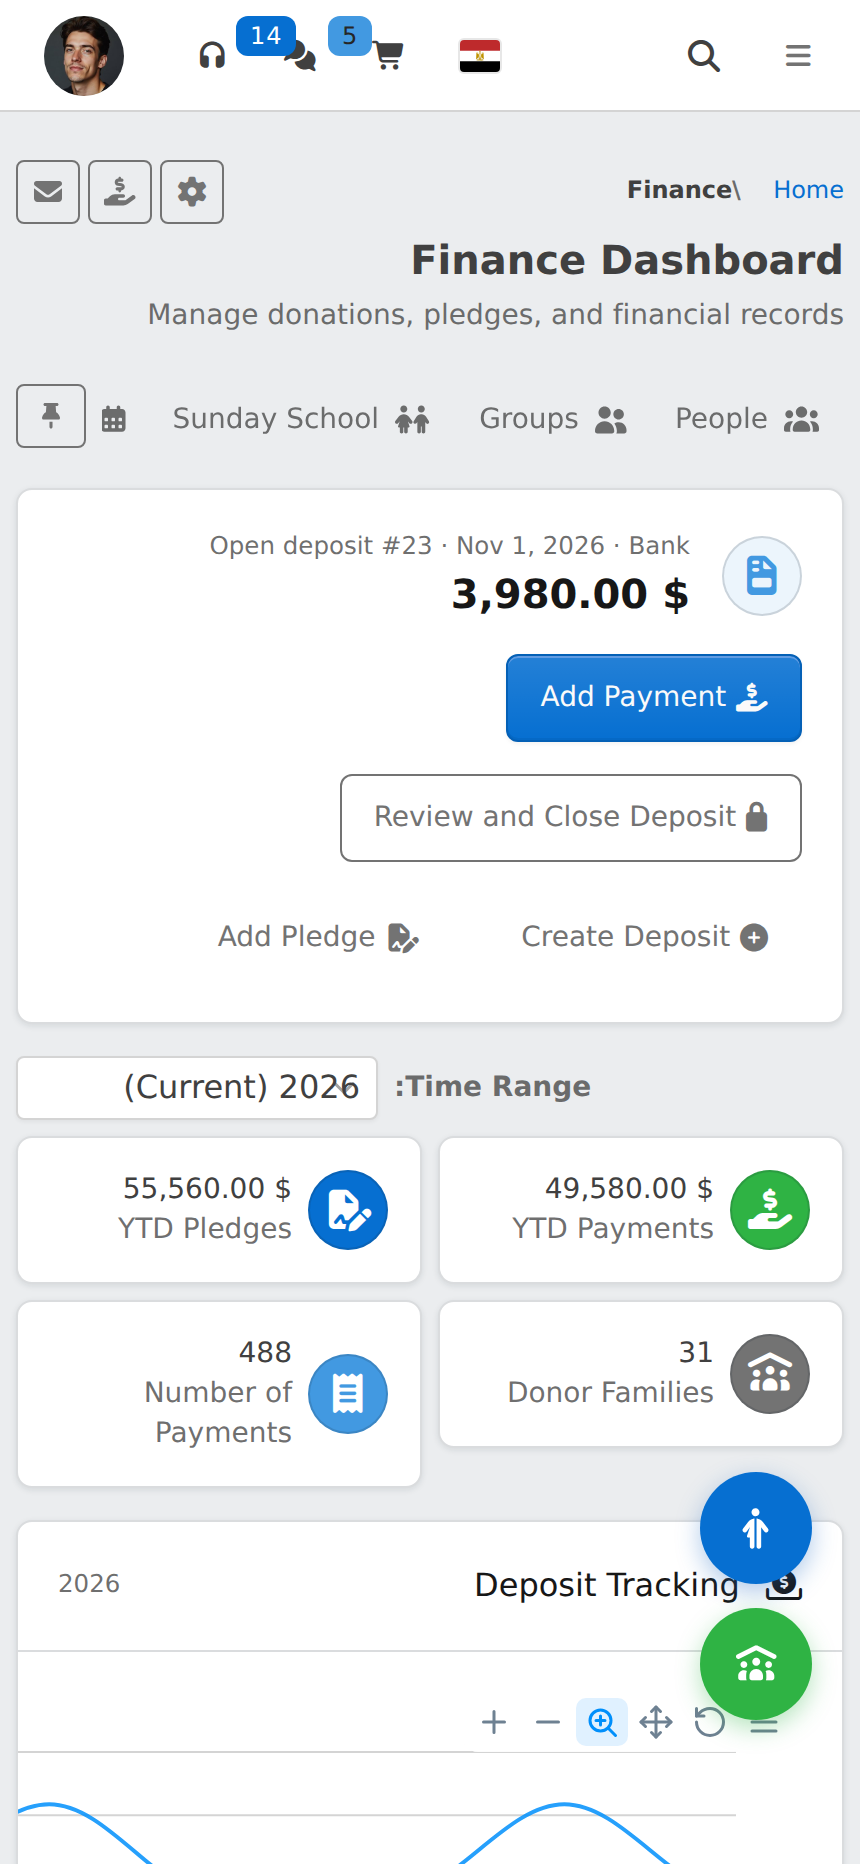 14
5
Home
Finance\
Finance Dashboard
Manage donations, pledges, and financial records
People
Groups
Sunday School
Open deposit #23 · Nov 1, 2026 · Bank
3,980.00 $
Add Payment
Review and Close Deposit
Create Deposit
Add Pledge
:Time Range
(Current) 2026
49,580.00 $
YTD Payments
55,560.00 $
YTD Pledges
31
Donor Families
488
Number of
Payments
Deposit Tracking
2026